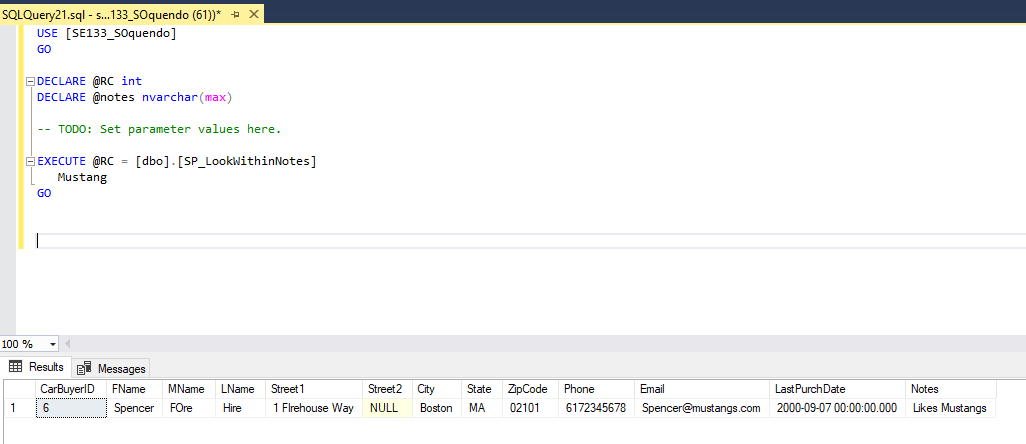 SQLQuery21.sql - s...133_SOquendo (61))*
USE [SE133_SOquendo]
GO
DECLARE @RC int
DECLARE @notes nvarchar(max)
-- TODO: Set parameter values here.
EXECUTE @RC = [dbo].[SP_LookWithinNotes]
Mustang
GO
100 %
Results Messages
CarBuyerID FName MName LName Street1 Street2 City State ZipCode Phone Email LastPurchDate Notes
1 6 Spencer FOre Hire 1 FIrehouse Way NULL Boston MA 02101 6172345678 Spencer@mustangs.com 2000-09-07 00:00:00.000 Likes Mustangs